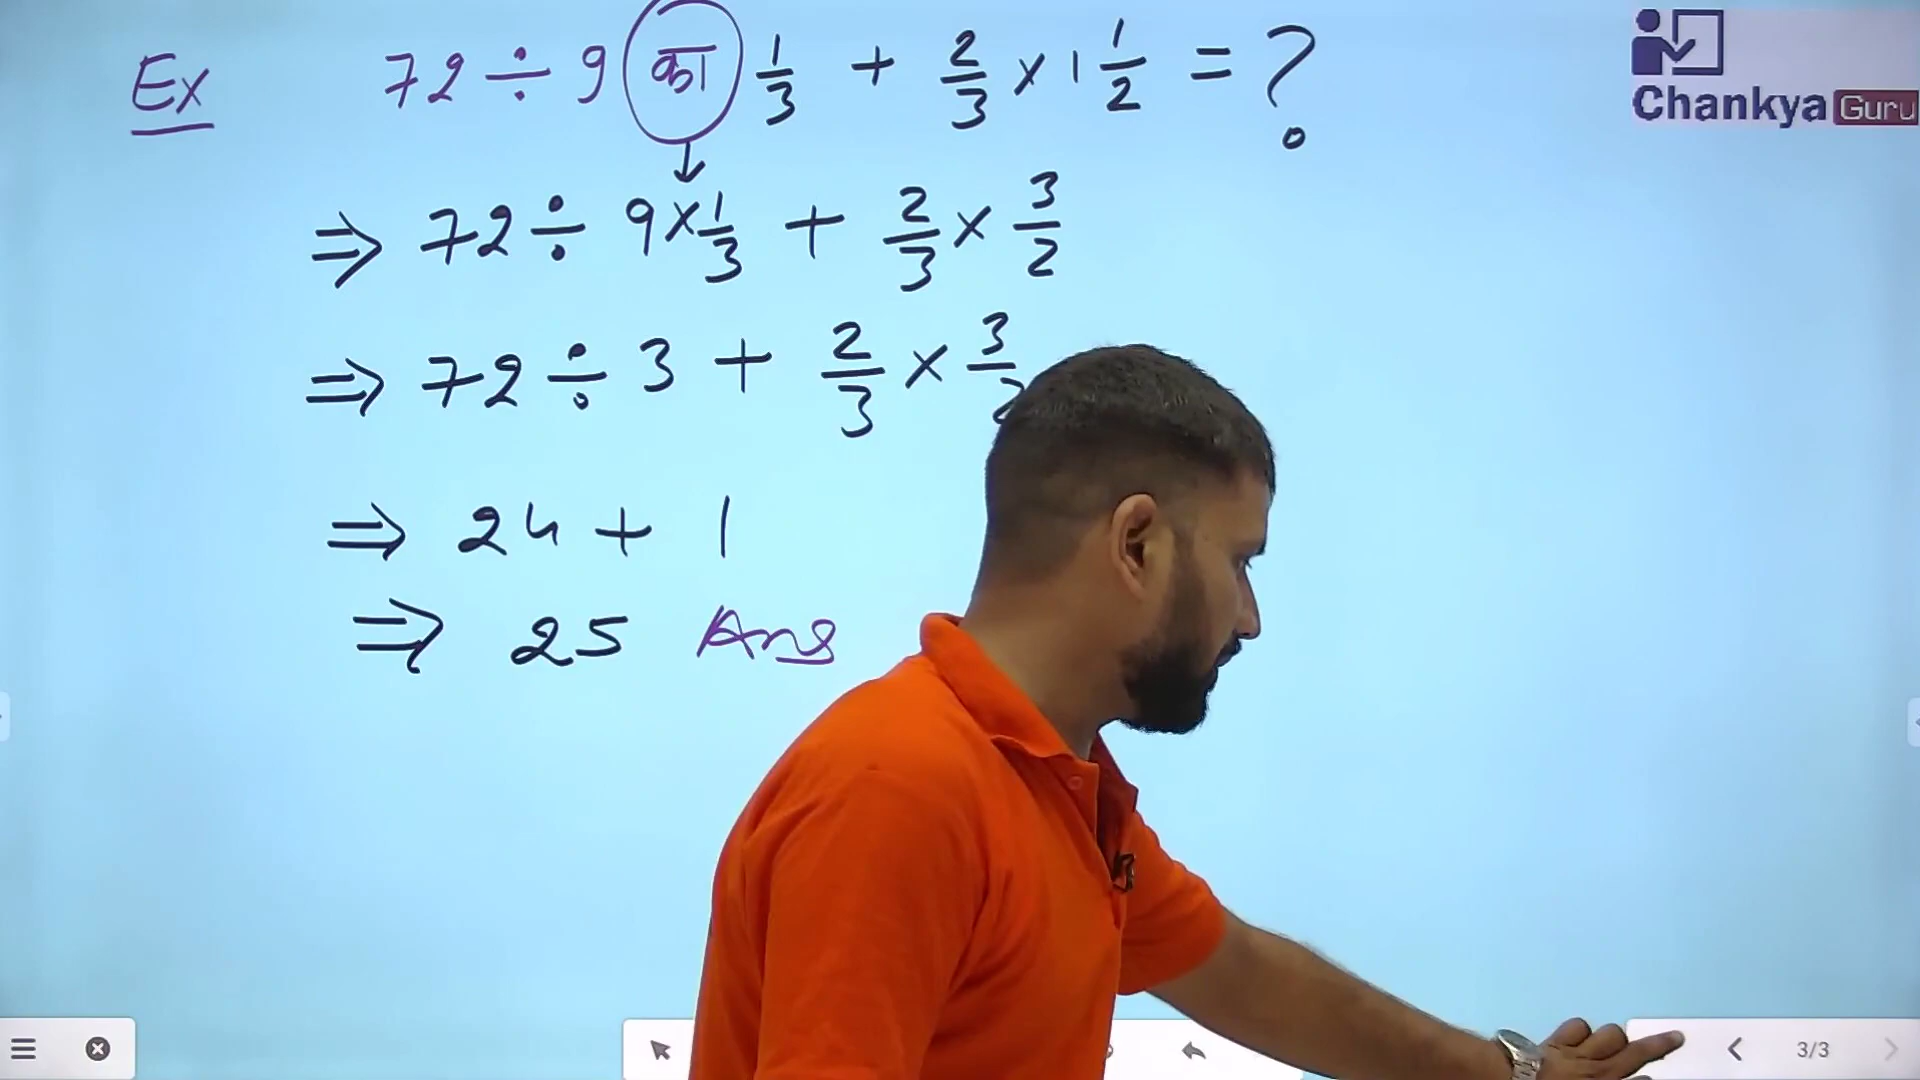 Ex 72 ÷ 9 का 1/3 + 2/3 × 1 1/2 = ?
⇒ 72 ÷ 9 × 1/3 + 2/3 × 3/2
⇒ 72 ÷ 3 + 2/3 × 3/2
⇒ 24 + 1
⇒ 25 Ans
Chankya Guru
3/3